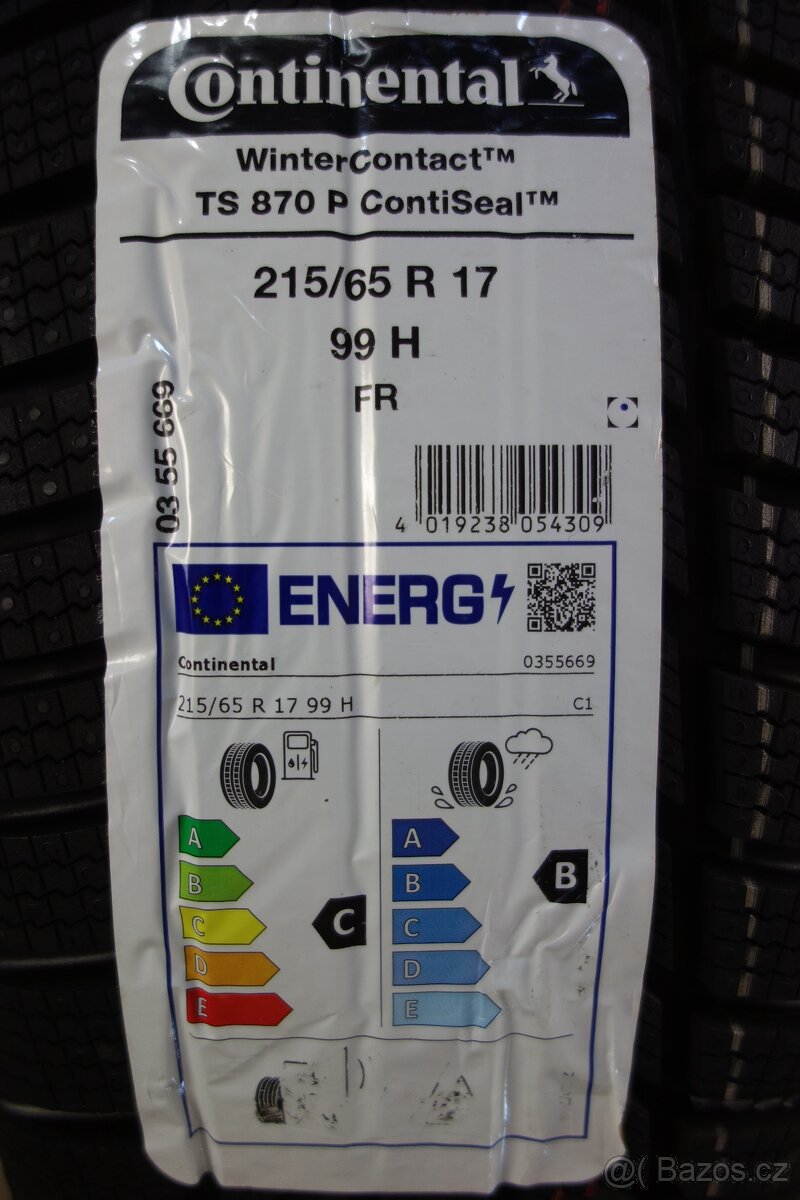 Continental
WinterContact™
TS 870 P ContiSeal™
215/65 R 17
99 H
FR
03 55 669
4 019238 054309
ENERG
Continental 0355669
215/65 R 17 99 H C1
A A
B B B
C C C
D D
E E
@( Bazos.cz